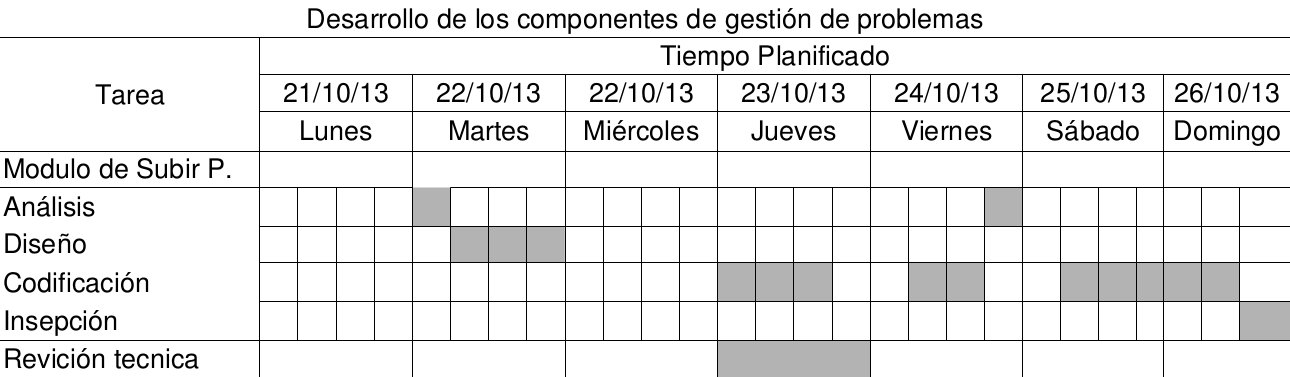 Desarrollo de los componentes de gestión de problemas
Tarea
Tiempo Planificado
21/10/13 22/10/13 22/10/13 23/10/13 24/10/13 25/10/13 26/10/13
Lunes Martes Miércoles Jueves Viernes Sábado Domingo
Modulo de Subir P.
Análisis
Diseño
Codificación
Insepción
Revición tecnica